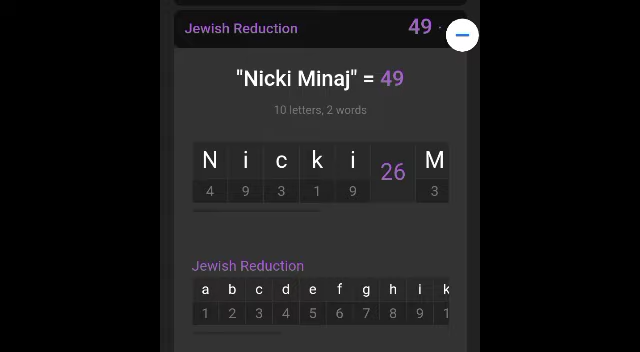 Jewish Reduction 49
"Nicki Minaj" = 49
10 letters, 2 words
N i c k i 26 M
4 9 3 1 9 3
Jewish Reduction
a b c d e f g h i k
1 2 3 4 5 6 7 8 9 1